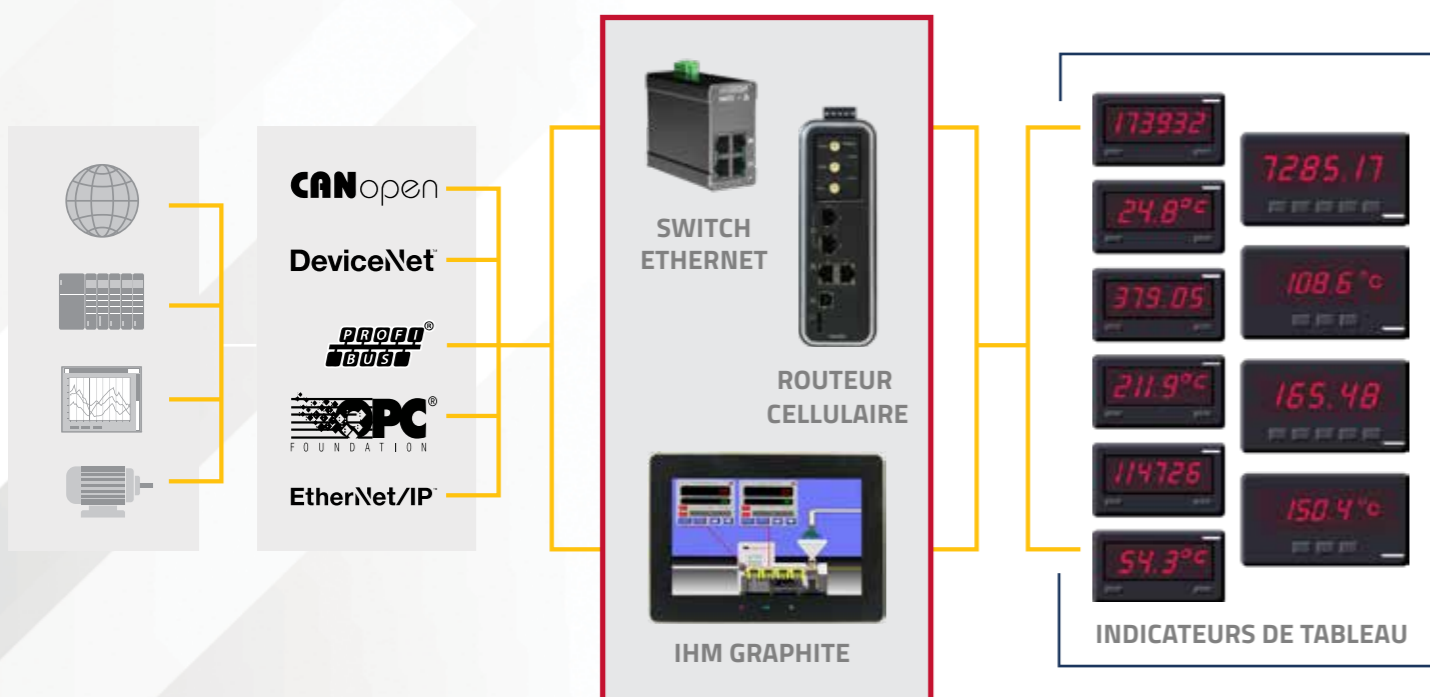 CANopen
DeviceNet
PROFI®
BUS
OPC®
FOUNDATION
EtherNet/IP
SWITCH
ETHERNET
ROUTEUR
CELLULAIRE
IHM GRAPHITE
173932
24.8°C
379.05
211.9°C
114726
54.3°C
7285.17
108.6°C
165.48
150.4°C
INDICATEURS DE TABLEAU